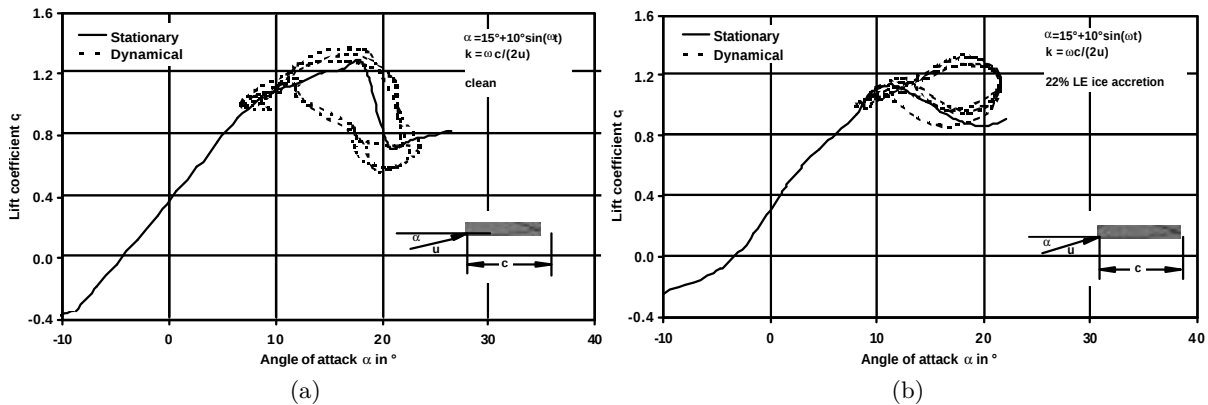 1.6
1.2
0.8
0.4
0.0
-0.4
Lift coefficient cl
Stationary
Dynamical
α=15°+10°sin(ωt)
k = ωc/(2u)
clean
α
u
c
-10
0
10
20
30
40
Angle of attack α in °
(a)
1.6
1.2
0.8
0.4
0.0
-0.4
Lift coefficient cl
Stationary
Dynamical
α=15°+10°sin(ωt)
k = ωc/(2u)
22% LE ice accretion
α
u
c
-10
0
10
20
30
40
Angle of attack α in °
(b)